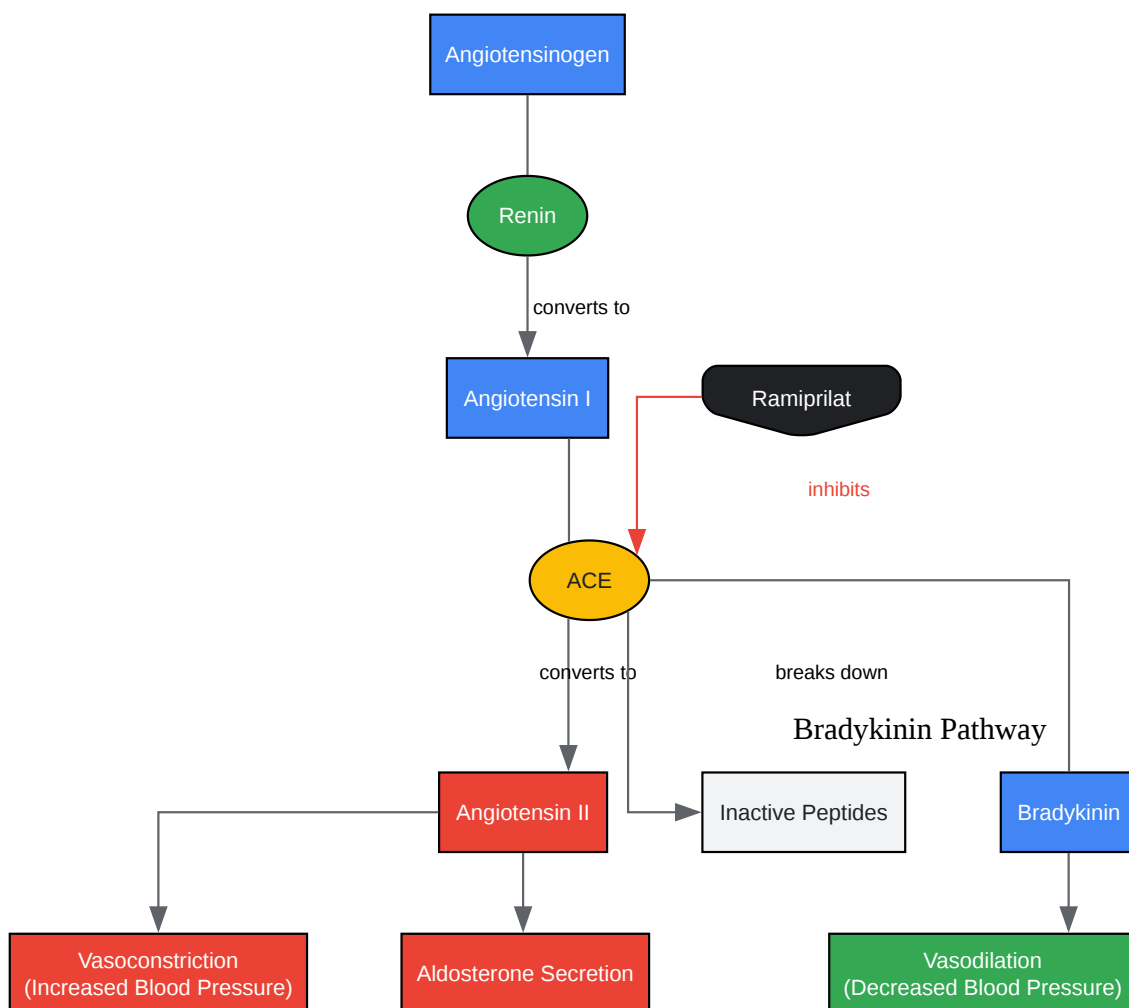 Angiotensinogen
Renin
converts to
Angiotensin I
Ramiprilat
inhibits
ACE
converts to
breaks down
Bradykinin Pathway
Angiotensin II
Inactive Peptides
Bradykinin
Vasoconstriction
(Increased Blood Pressure)
Aldosterone Secretion
Vasodilation
(Decreased Blood Pressure)